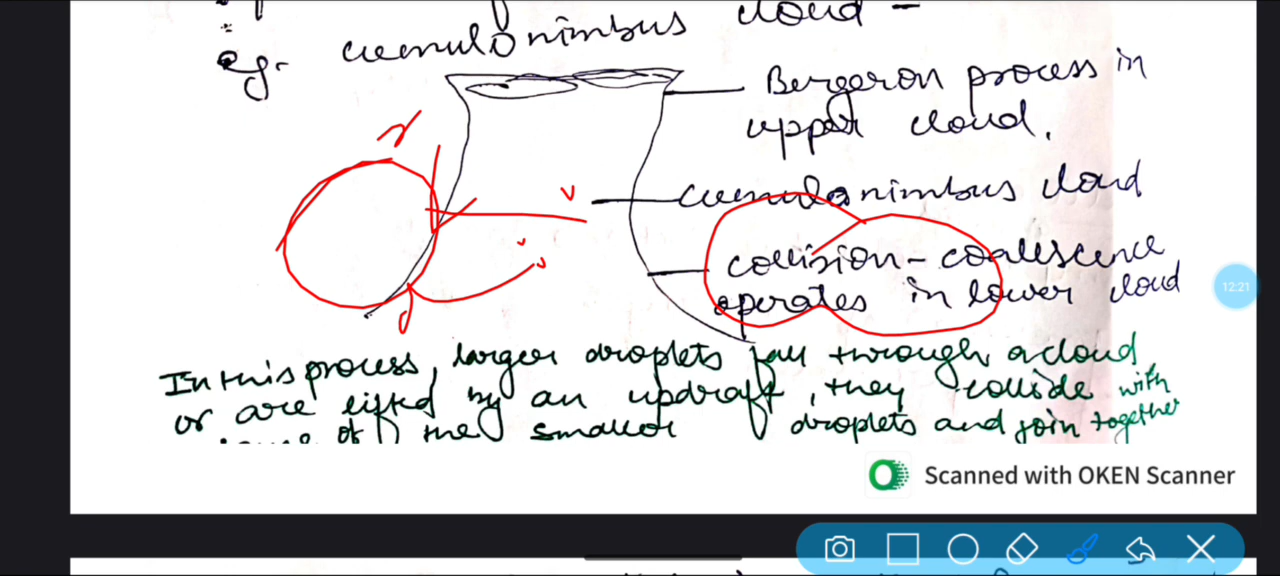 eg. cumulonimbus cloud -
Bergeron process in
upper cloud.
cumulonimbus cloud
collision - coalescence
operates in lower cloud
12:21
In this process, larger droplets fall through a cloud
or are lifted by an updraft, they collide with
of the smaller droplets and join together
Scanned with OKEN Scanner